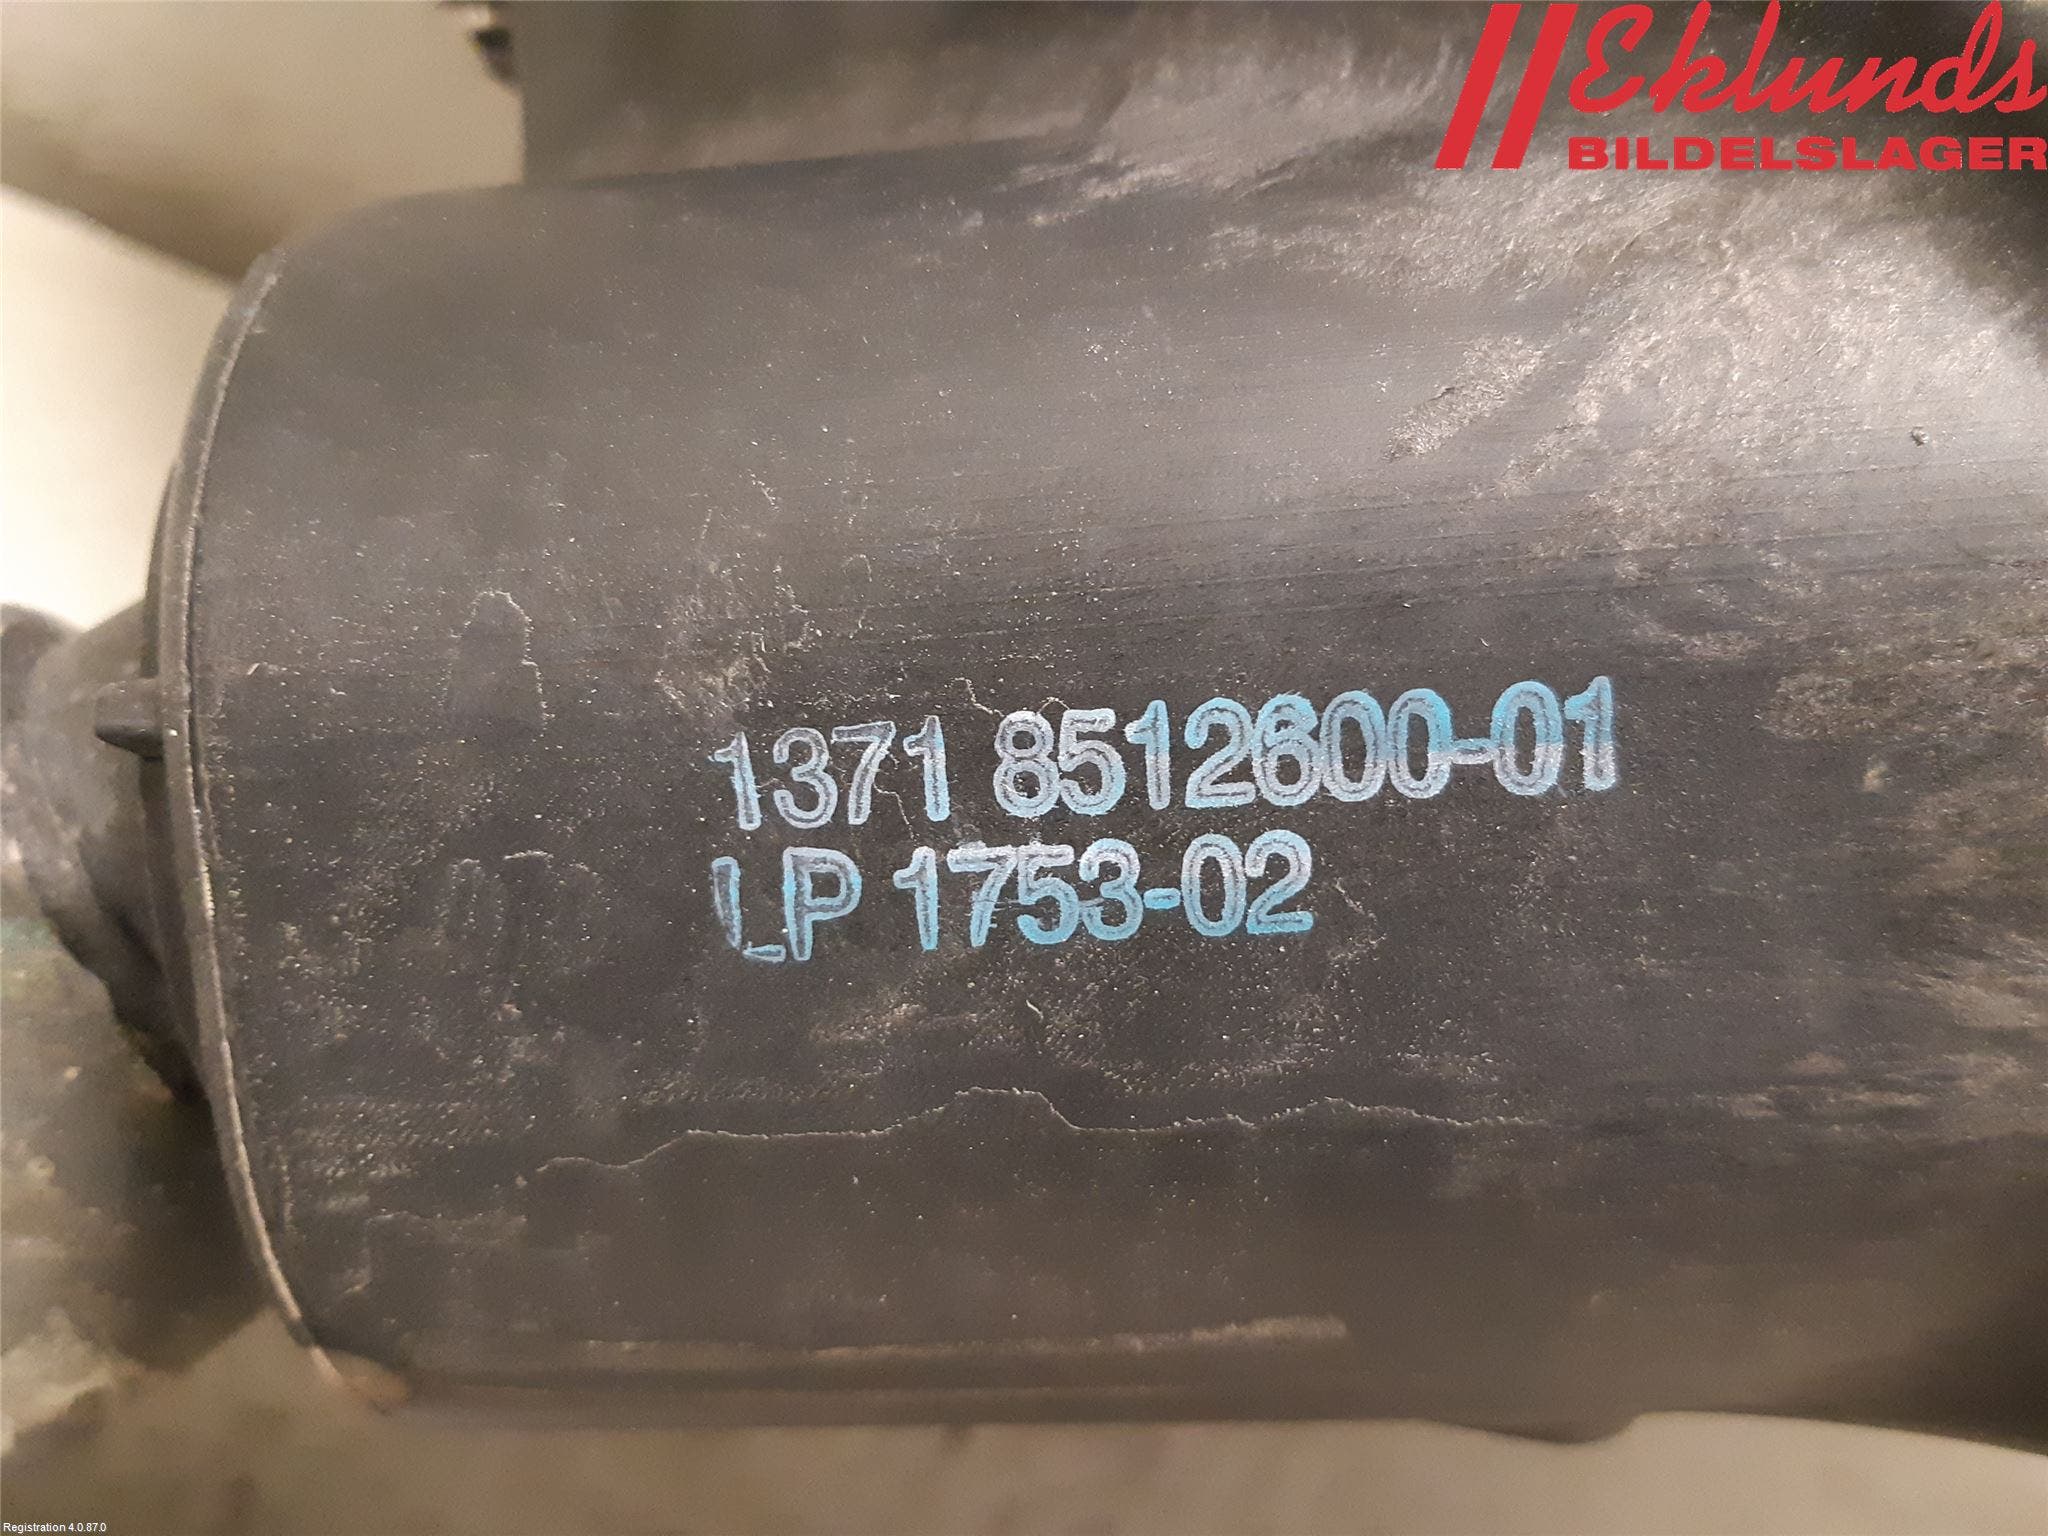 Eklunds
BILDELSLAGER
1371 8512600-01
LP 1753-02
Registration 4.0.87.0